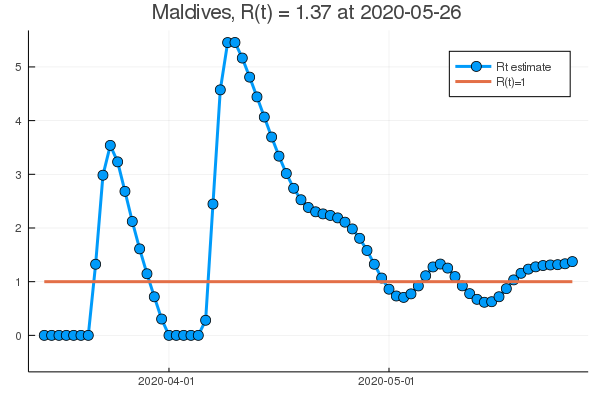 Maldives, R(t) = 1.37 at 2020-05-26
Rt estimate
R(t)=1
5
4
3
2
1
0
2020-04-01
2020-05-01